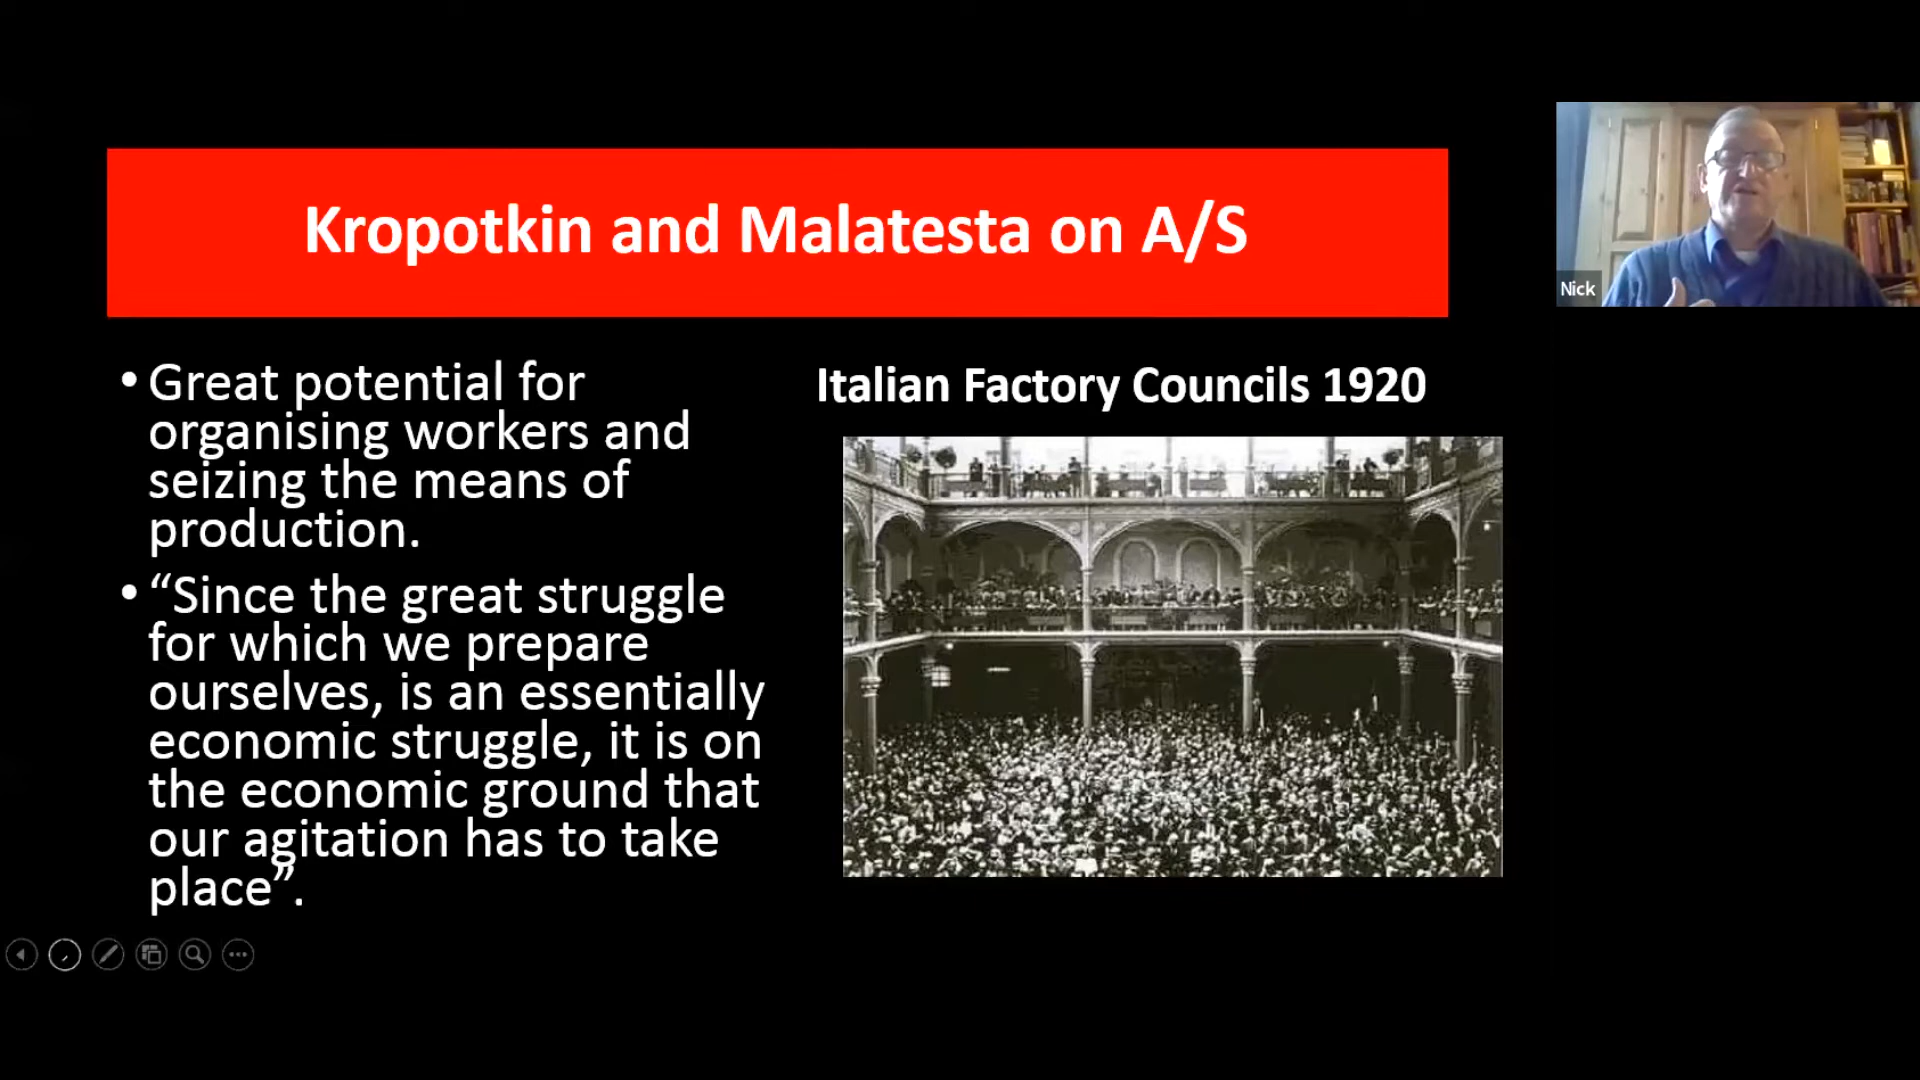 Kropotkin and Malatesta on A/S
• Great potential for
organising workers and
seizing the means of
production.
• “Since the great struggle
for which we prepare
ourselves, is an essentially
economic struggle, it is on
the economic ground that
our agitation has to take
place”.
Italian Factory Councils 1920
Nick